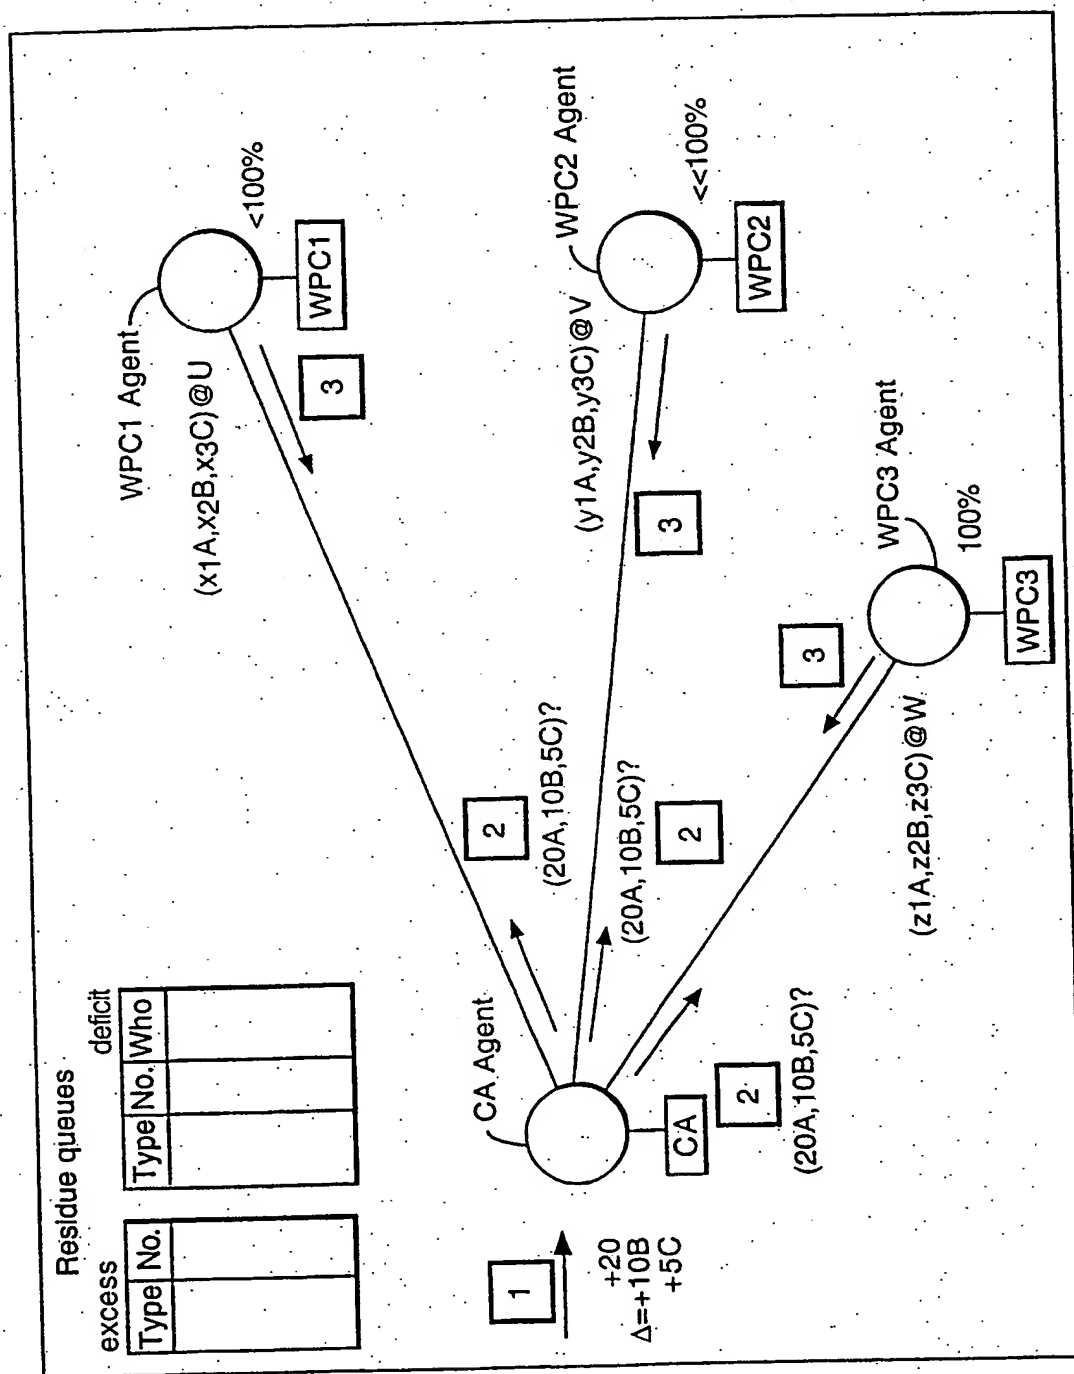 Residue queues
excess
deficit
Type No.
Type No. Who
1
+20
Δ=+10B
+5C
CA Agent
CA
2
(20A,10B,5C)?
2
(20A,10B,5C)?
2
(20A,10B,5C)?
WPC1 Agent
(x1A,x2B,x3C)@U
<100%
WPC1
3
WPC2 Agent
(y1A,y2B,y3C)@V
<<100%
WPC2
3
WPC3 Agent
(z1A,z2B,z3C)@W
100%
WPC3
3